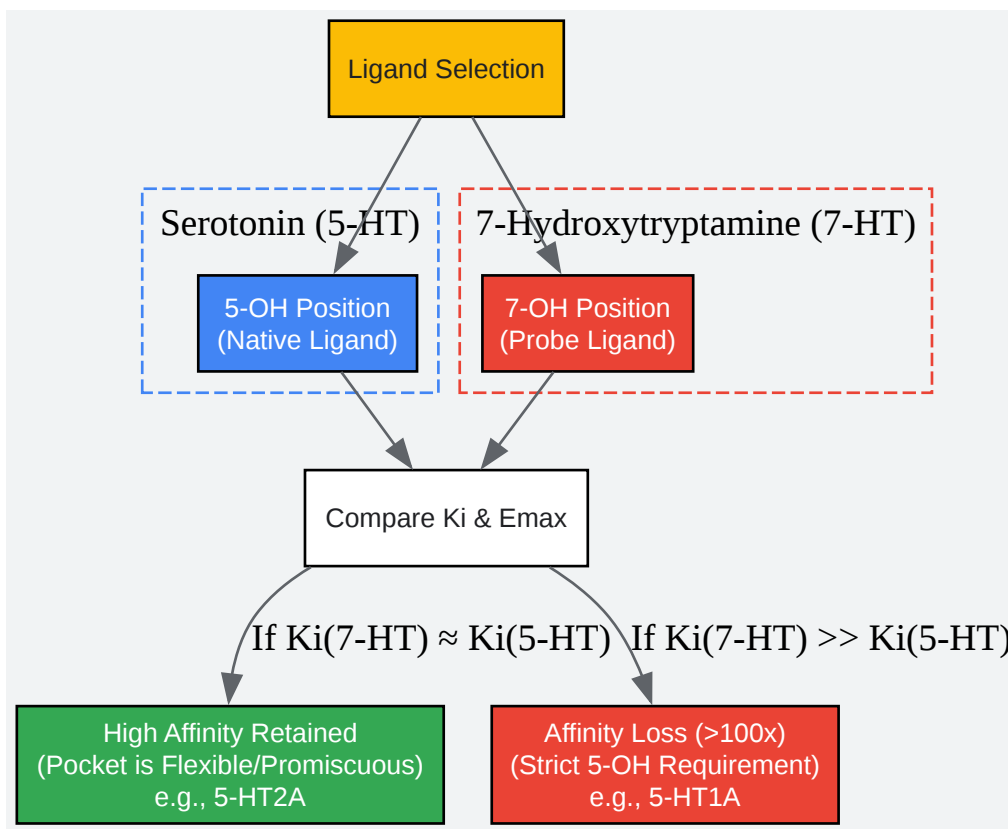 Ligand Selection
Serotonin (5-HT)
7-Hydroxytryptamine (7-HT)
5-OH Position
(Native Ligand)
7-OH Position
(Probe Ligand)
Compare Ki & Emax
If Ki(7-HT) ≈ Ki(5-HT)
If Ki(7-HT) >> Ki(5-HT)
High Affinity Retained
(Pocket is Flexible/Promiscuous)
e.g., 5-HT2A
Affinity Loss (>100x)
(Strict 5-OH Requirement)
e.g., 5-HT1A